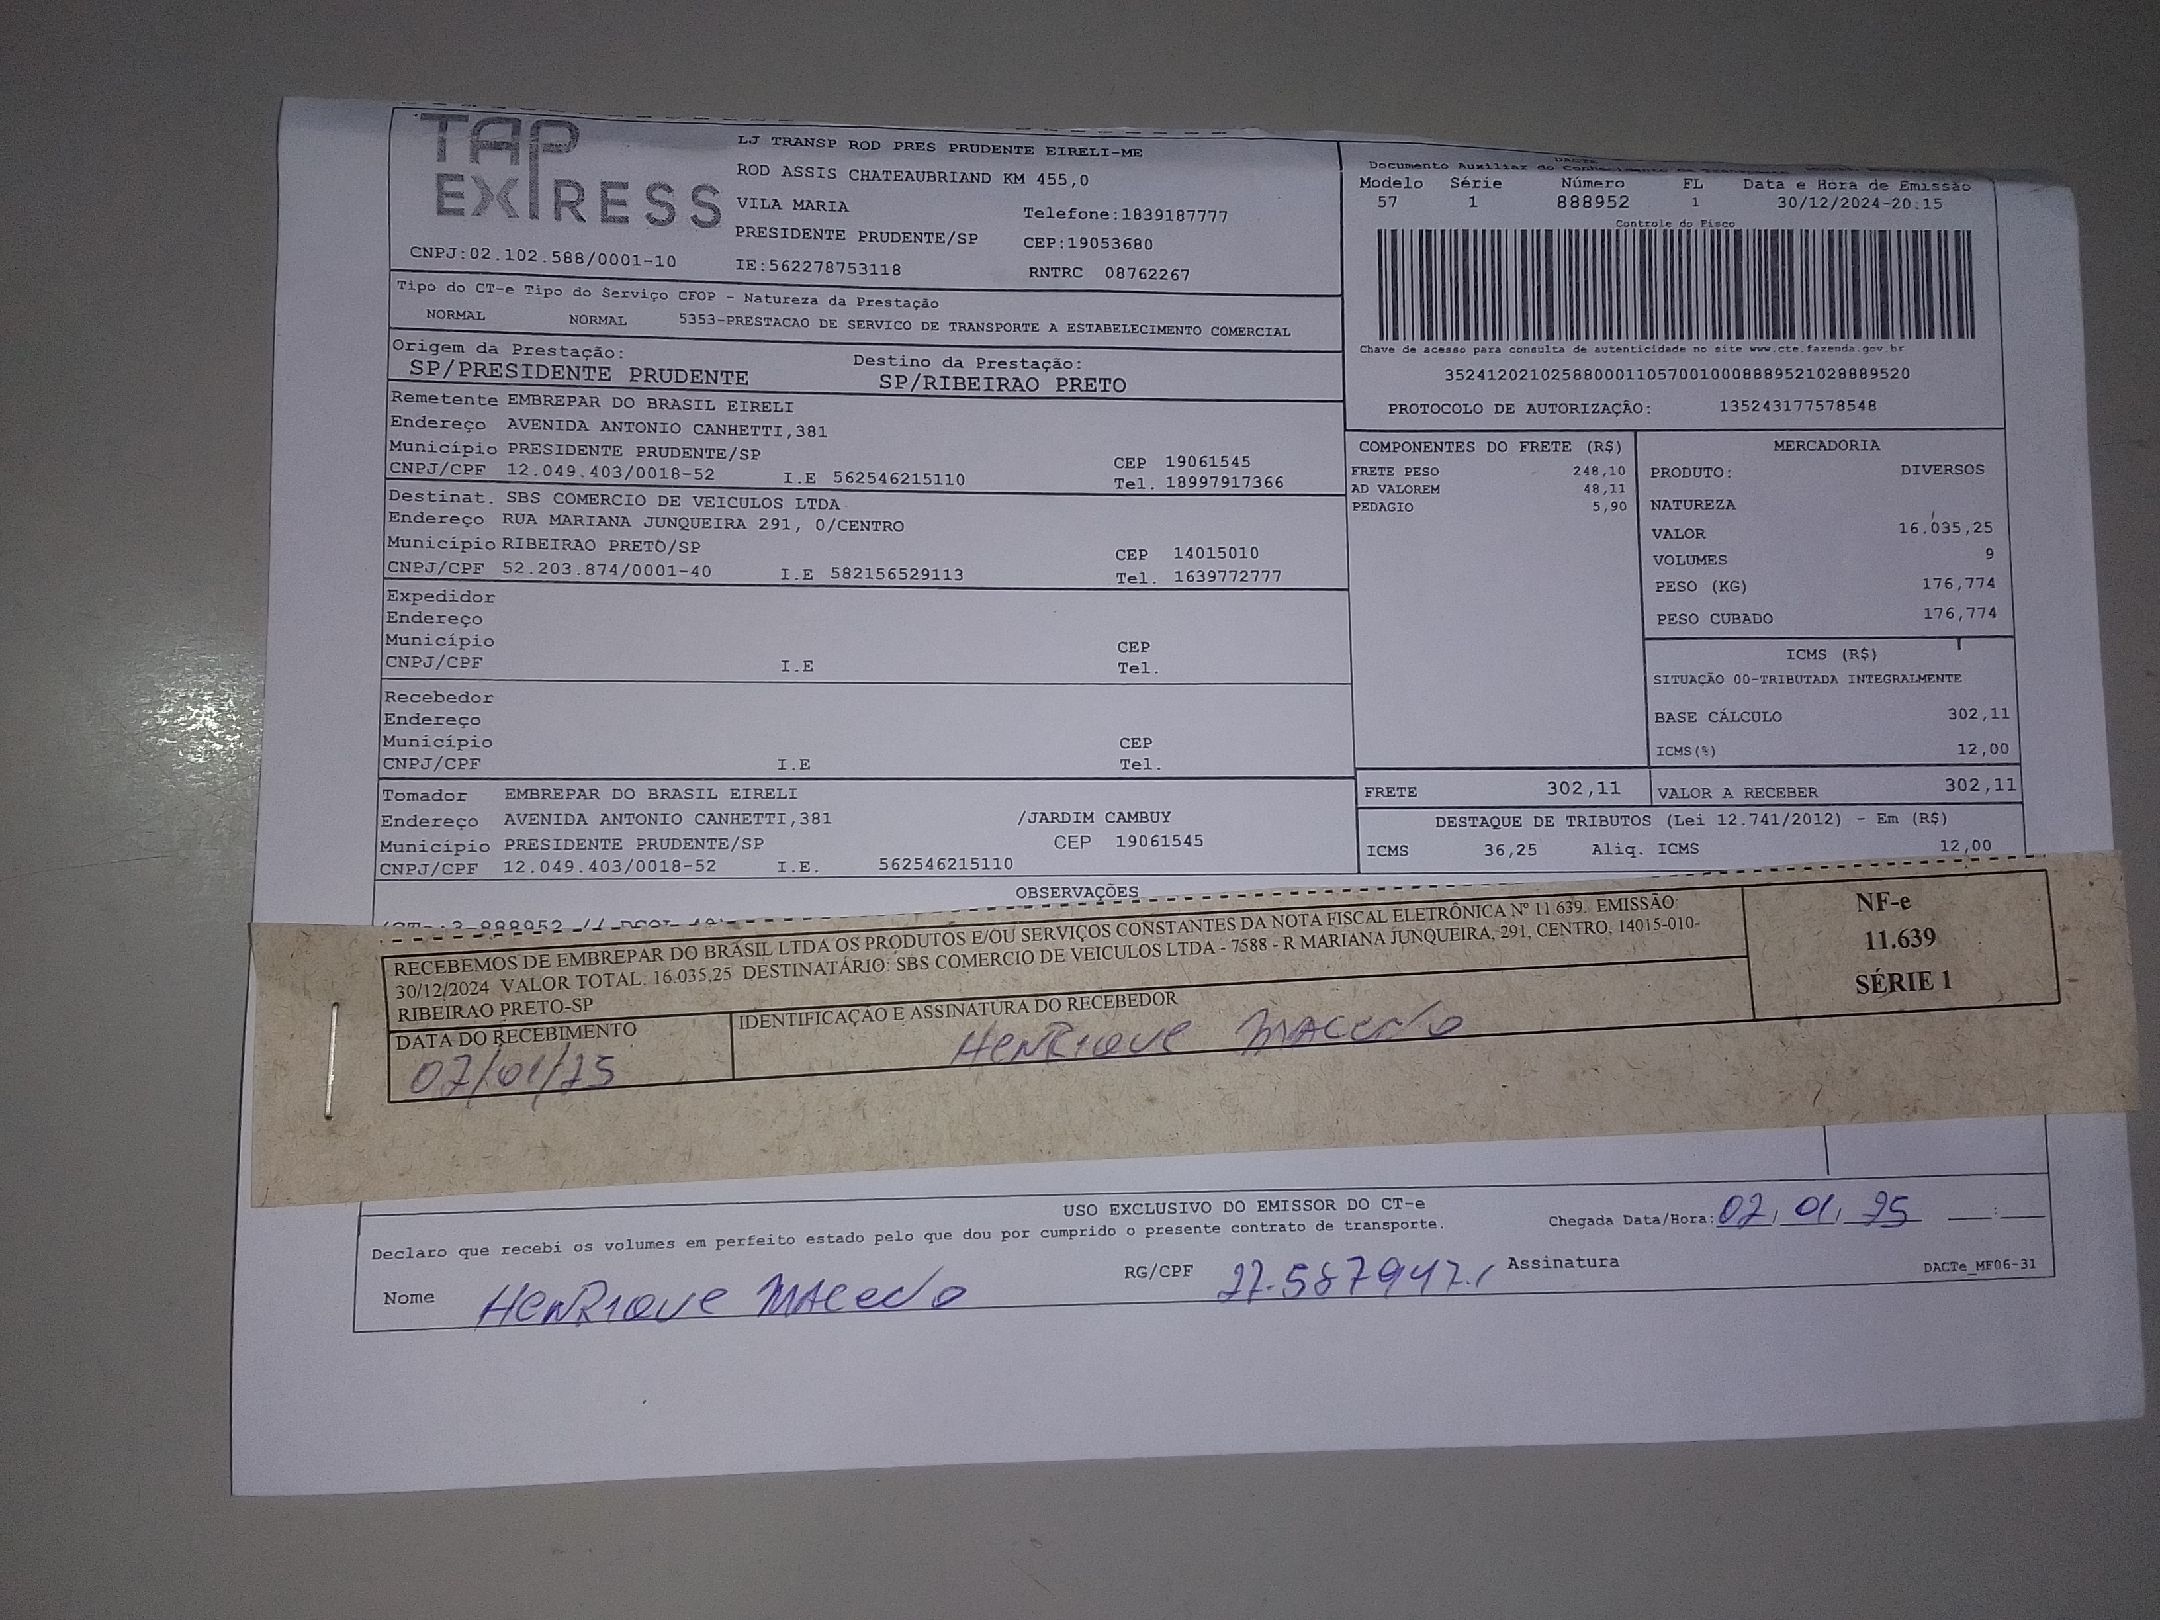 TAP EXPRESS
CNPJ:02.102.588/0001-10
LJ TRANSP ROD PRES PRUDENTE EIRELI-ME
ROD ASSIS CHATEAUBRIAND KM 455,0
VILA MARIA Telefone:1839187777
PRESIDENTE PRUDENTE/SP CEP:19053680
IE:562278753118 RNTRC 08762267
DACTE
Documento Auxiliar do Conhecimento de Transporte
Modelo Série Número FL Data e Hora de Emissão
57 1 888952 1 30/12/2024-20:15
Controle do Fisco
Chave de acesso para consulta de autenticidade no site www.cte.fazenda.gov.br
35241202102588000110570010008889521028889520
PROTOCOLO DE AUTORIZAÇÃO: 135243177578548
Tipo do CT-e Tipo do Serviço CFOP - Natureza da Prestação
NORMAL NORMAL 5353-PRESTACAO DE SERVICO DE TRANSPORTE A ESTABELECIMENTO COMERCIAL
Origem da Prestação: Destino da Prestação:
SP/PRESIDENTE PRUDENTE SP/RIBEIRAO PRETO
Remetente EMBREPAR DO BRASIL EIRELI
Endereço AVENIDA ANTONIO CANHETTI,381
Município PRESIDENTE PRUDENTE/SP CEP 19061545
CNPJ/CPF 12.049.403/0018-52 I.E 562546215110 Tel. 18997917366
Destinat. SBS COMERCIO DE VEICULOS LTDA
Endereço RUA MARIANA JUNQUEIRA 291, 0/CENTRO
Município RIBEIRAO PRETO/SP CEP 14015010
CNPJ/CPF 52.203.874/0001-40 I.E 582156529113 Tel. 1639772777
Expedidor
Endereço
Município CEP
CNPJ/CPF I.E Tel.
Recebedor
Endereço
Município CEP
CNPJ/CPF I.E Tel.
Tomador EMBREPAR DO BRASIL EIRELI
Endereço AVENIDA ANTONIO CANHETTI,381 /JARDIM CAMBUY
Município PRESIDENTE PRUDENTE/SP CEP 19061545
CNPJ/CPF 12.049.403/0018-52 I.E. 562546215110
COMPONENTES DO FRETE (R$)
FRETE PESO 248,10
AD VALOREM 48,11
PEDAGIO 5,90
MERCADORIA
PRODUTO: DIVERSOS
NATUREZA
VALOR 16.035,25
VOLUMES 9
PESO (KG) 176,774
PESO CUBADO 176,774
ICMS (R$)
SITUAÇÃO 00-TRIBUTADA INTEGRALMENTE
BASE CÁLCULO 302,11
ICMS(%) 12,00
FRETE 302,11 VALOR A RECEBER 302,11
DESTAQUE DE TRIBUTOS (Lei 12.741/2012) - Em (R$)
ICMS 36,25 Aliq. ICMS 12,00
OBSERVAÇÕES
RECEBEMOS DE EMBREPAR DO BRASIL LTDA OS PRODUTOS E/OU SERVIÇOS CONSTANTES DA NOTA FISCAL ELETRÔNICA Nº 11.639. EMISSÃO:
30/12/2024 VALOR TOTAL: 16.035,25 DESTINATÁRIO: SBS COMERCIO DE VEICULOS LTDA - 7588 - R MARIANA JUNQUEIRA, 291, CENTRO, 14015-010-
RIBEIRAO PRETO-SP
DATA DO RECEBIMENTO IDENTIFICAÇÃO E ASSINATURA DO RECEBEDOR
02/01/25 HENRIQUE MACEDO
NF-e
11.639
SÉRIE 1
USO EXCLUSIVO DO EMISSOR DO CT-e
Declaro que recebi os volumes em perfeito estado pelo que dou por cumprido o presente contrato de transporte. Chegada Data/Hora: 02, 01, 25 :
Nome HENRIQUE MACEDO RG/CPF Assinatura
DACTe_MF06-31